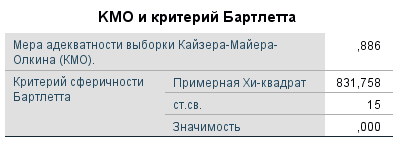 КМО и критерий Бартлетта
Мера адекватности выборки Кайзера-Майера-
Олкина (КМО). ,886
Критерий сферичности Примерная Хи-квадрат 831,758
Бартлетта
ст.св. 15
Значимость ,000